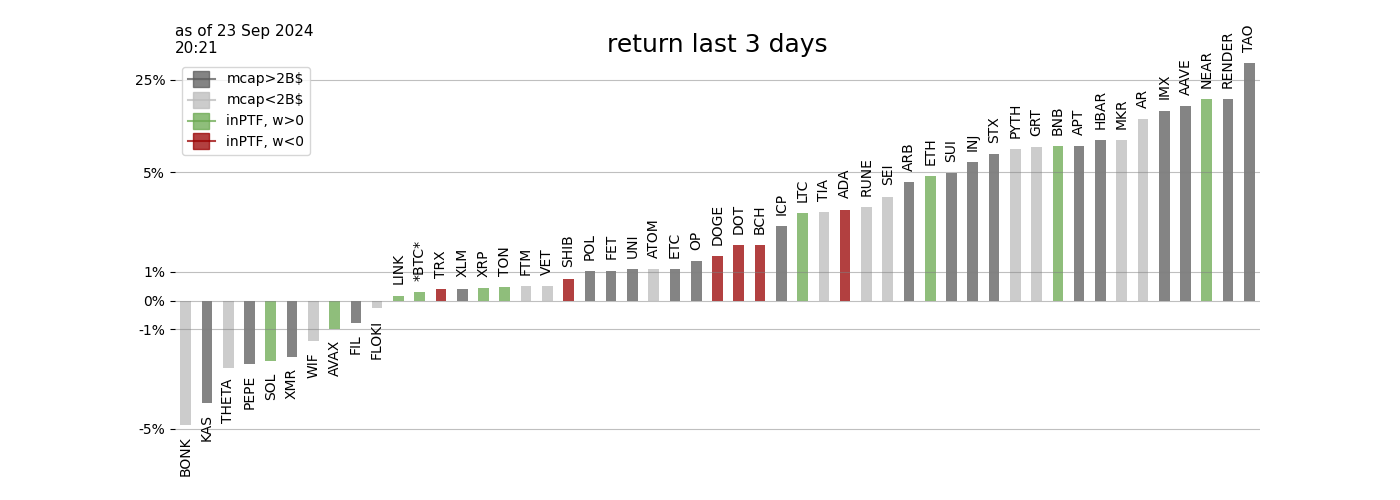 as of 23 Sep 2024
20:21
return last 3 days
mcap>2B$
mcap<2B$
inPTF, w>0
inPTF, w<0
25%
5%
1%
0%
-1%
-5%
BONK
KAS
THETA
PEPE
SOL
XMR
WIF
AVAX
FIL
FLOKI
LINK
*BTC*
TRX
XLM
XRP
TON
FTM
VET
SHIB
POL
FET
UNI
ATOM
ETC
OP
DOGE
DOT
BCH
ICP
LTC
TIA
ADA
RUNE
SEI
ARB
ETH
SUI
INJ
STX
PYTH
GRT
BNB
APT
HBAR
MKR
AR
IMX
AAVE
NEAR
RENDER
TAO